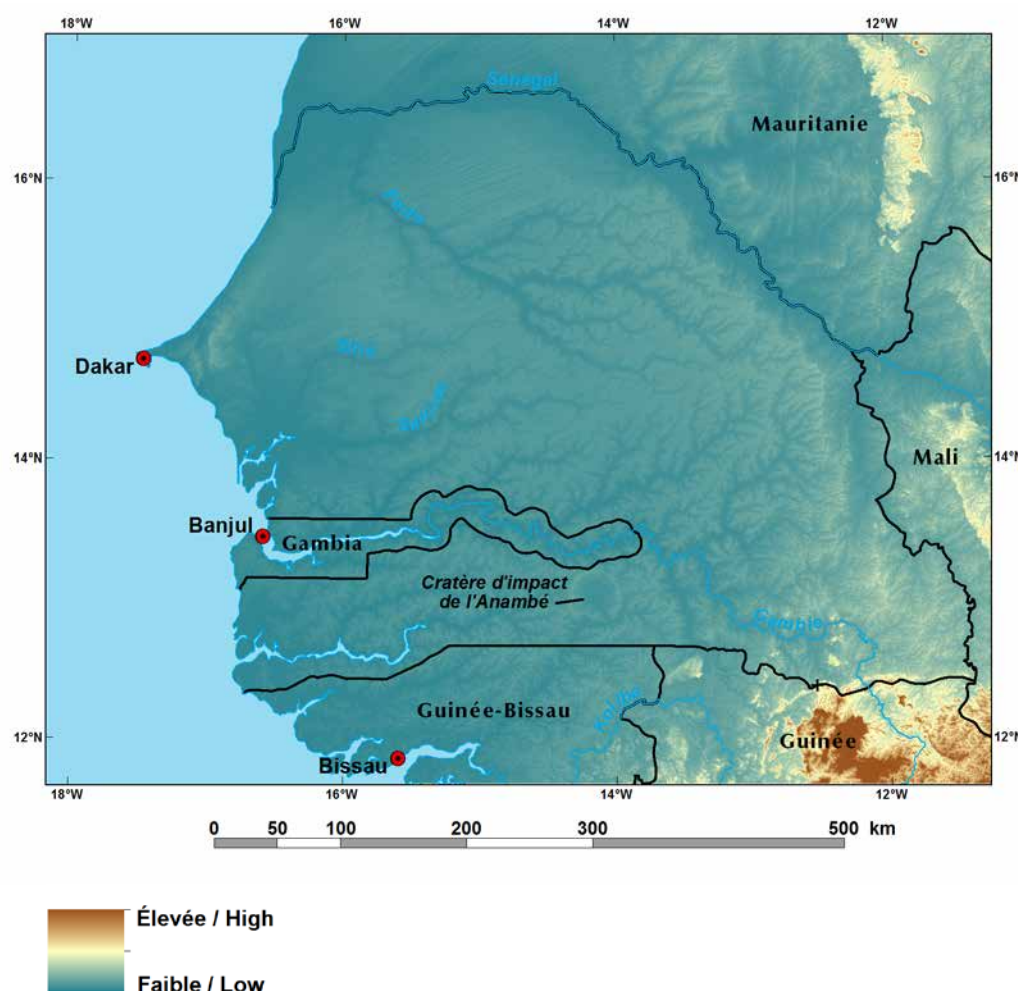 18°W 16°W 14°W 12°W
Sénégal
Mauritanie
16°N 16°N
Dakar
14°N 14°N
Mali
Banjul
Gambia
Cratère d'impact
de l'Anambé
Gambie
Guinée-Bissau
Guinée
12°N 12°N
Bissau
18°W 16°W 14°W 12°W
0 50 100 200 300 500 km
Élevée / High
Faible / Low